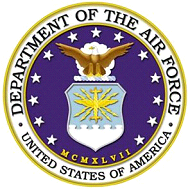 DEPARTMENT OF THE AIR FORCE
MCMXLVII
UNITED STATES OF AMERICA